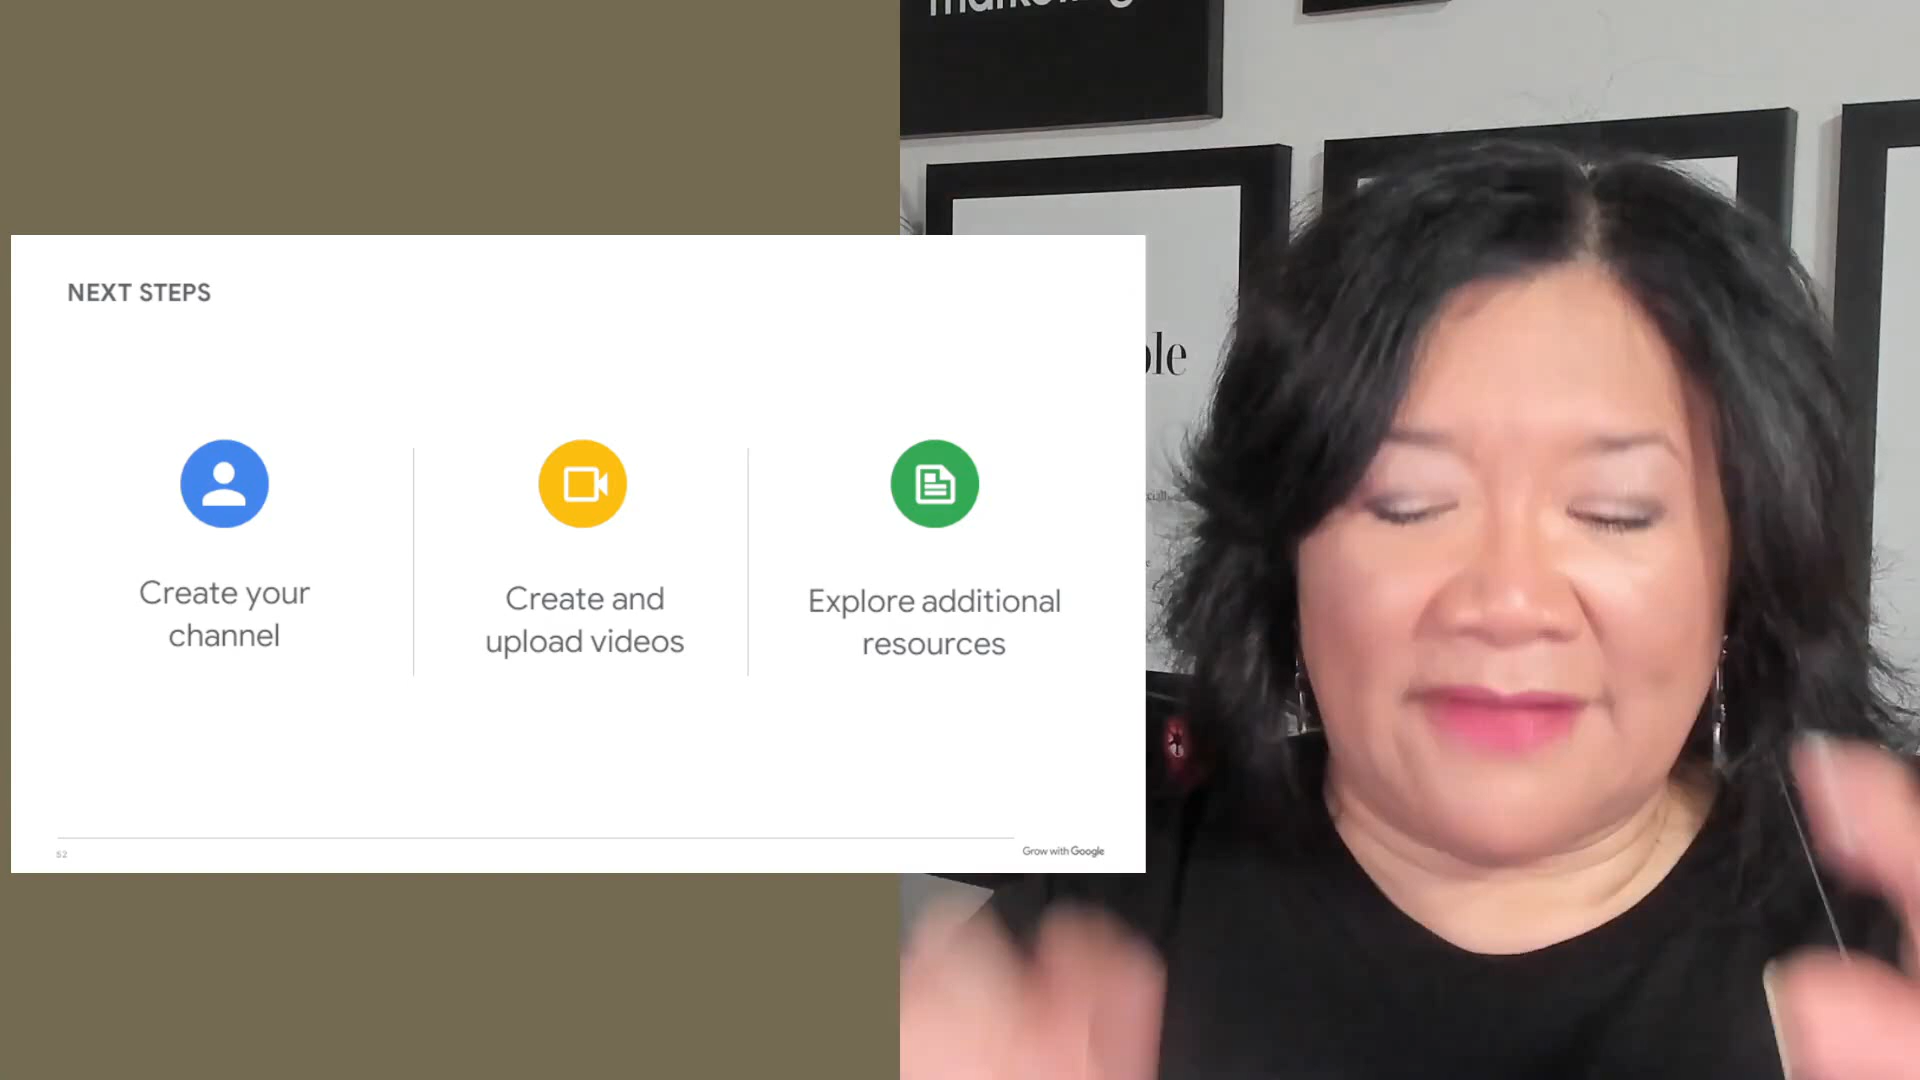 NEXT STEPS
Create your
channel
Create and
upload videos
Explore additional
resources
52
Grow with Google